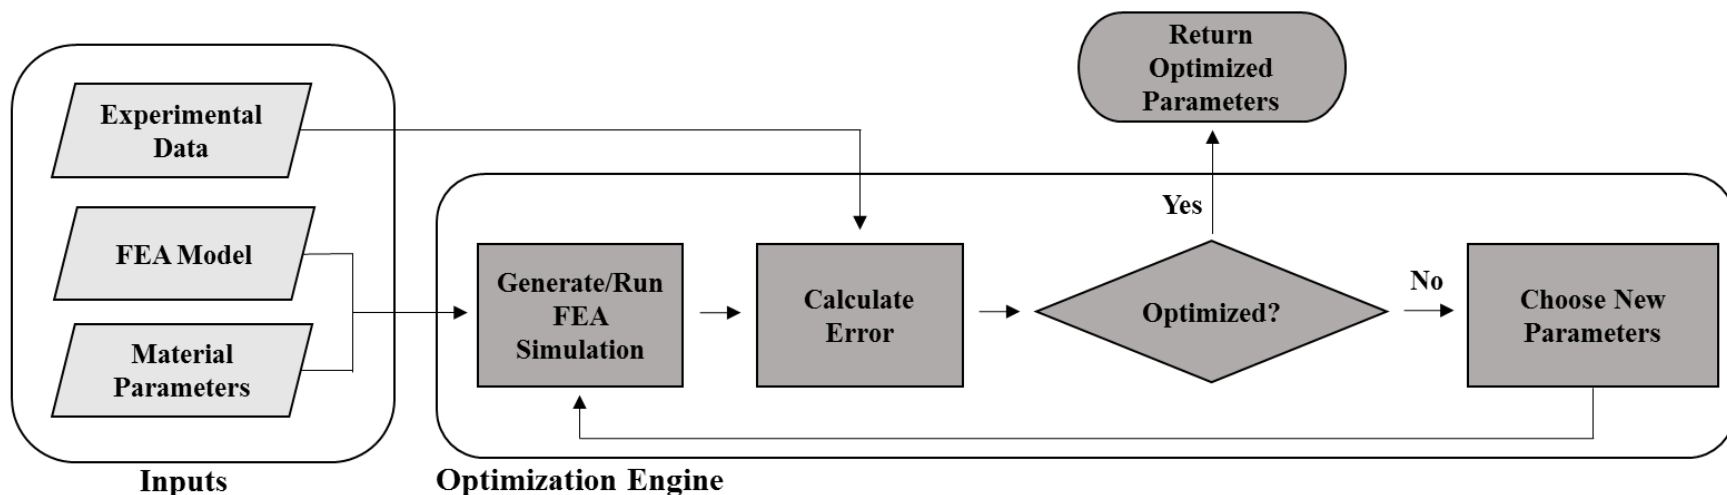 Experimental
Data
FEA Model
Material
Parameters
Inputs
Return
Optimized
Parameters
Yes
Generate/Run
FEA
Simulation
Calculate
Error
Optimized?
No
Choose New
Parameters
Optimization Engine